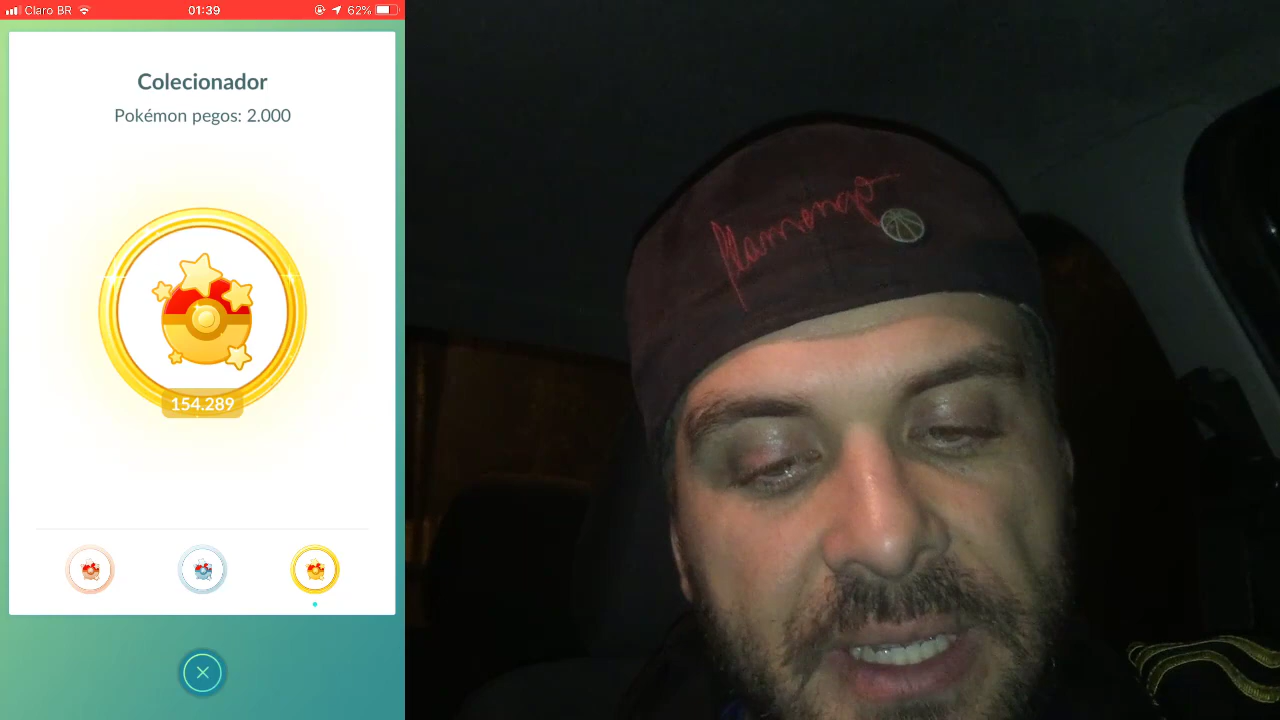 Claro BR
01:39
62%
Colecionador
Pokémon pegos: 2.000
154.289
flamengo